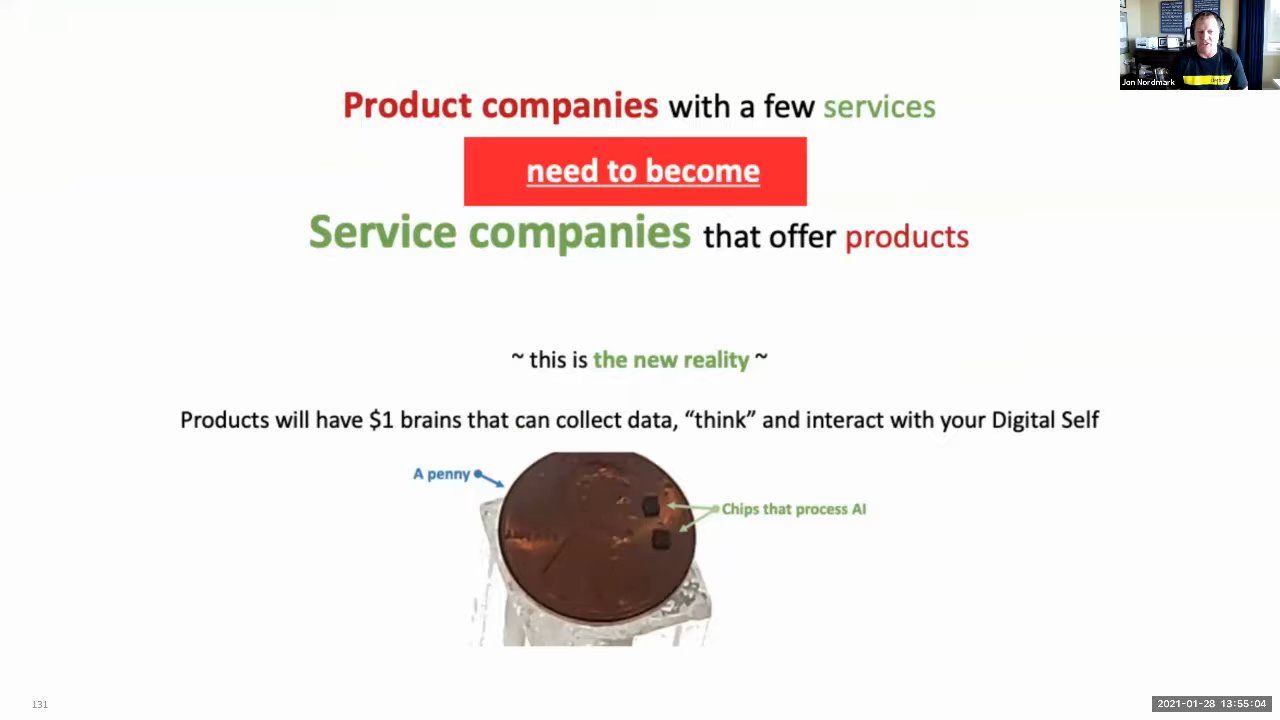 Jon Nordmark
Product companies with a few services
need to become
Service companies that offer products
~ this is the new reality ~
Products will have $1 brains that can collect data, “think” and interact with your Digital Self
A penny
Chips that process AI
131
2021-01-28 13:55:04